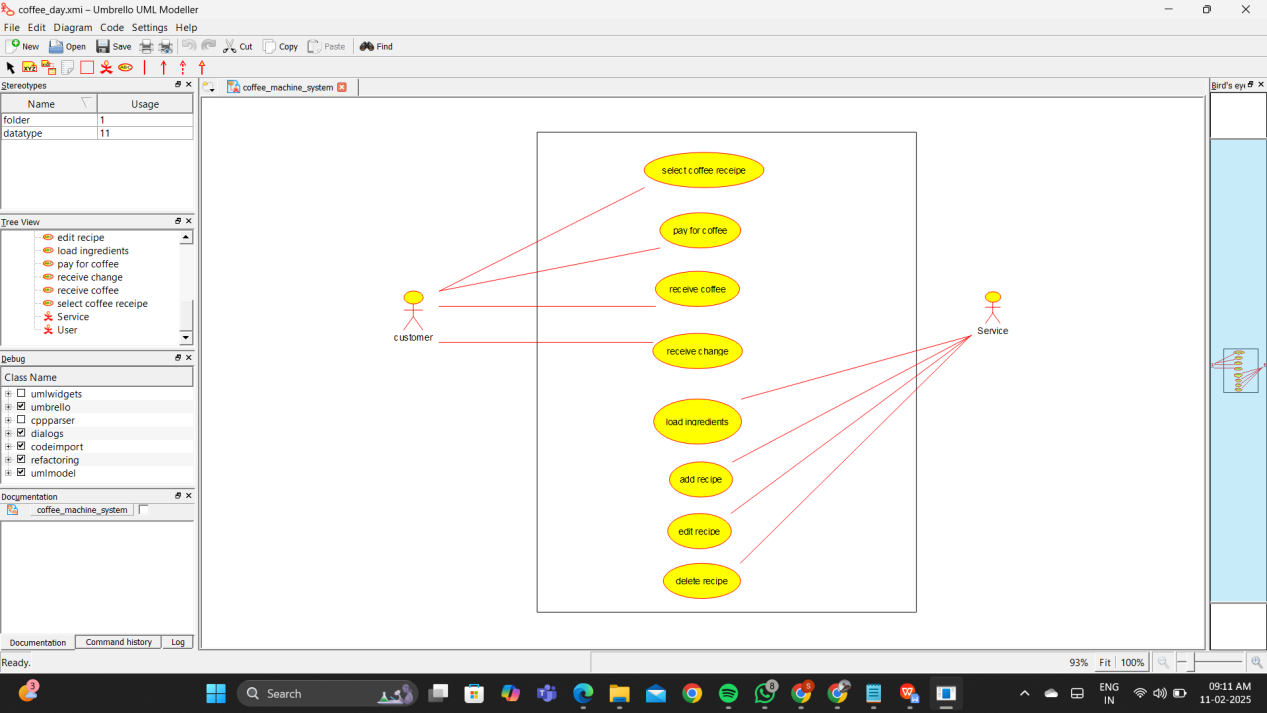 coffee_day.xmi – Umbrello UML Modeller
File Edit Diagram Code Settings Help
New Open Save Cut Copy Paste Find
XYZ
Stereotypes
Name Usage
folder 1
datatype 11
Tree View
edit recipe
load ingredients
pay for coffee
receive change
receive coffee
select coffee receipe
Service
User
Debug
Class Name
umlwidgets
umbrello
cppparser
dialogs
codeimport
refactoring
umlmodel
Documentation
coffee_machine_system
Documentation Command history Log
Ready.
coffee_machine_system
select coffee receipe
pay for coffee
receive coffee
receive change
load ingredients
add recipe
edit recipe
delete recipe
customer
Service
Bird's eye
93% Fit 100%
3
Search
8
5
ENG
IN
09:11 AM
11-02-2025